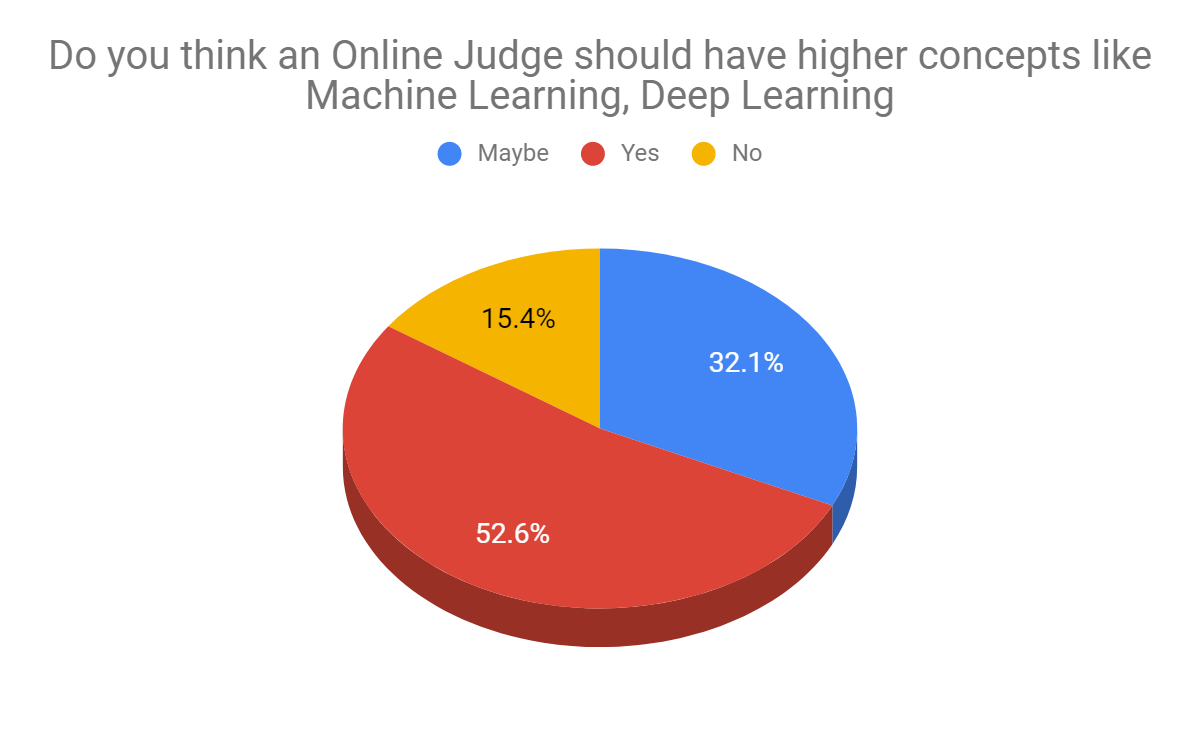 Do you think an Online Judge should have higher concepts like
Machine Learning, Deep Learning
Maybe Yes No
15.4%
32.1%
52.6%